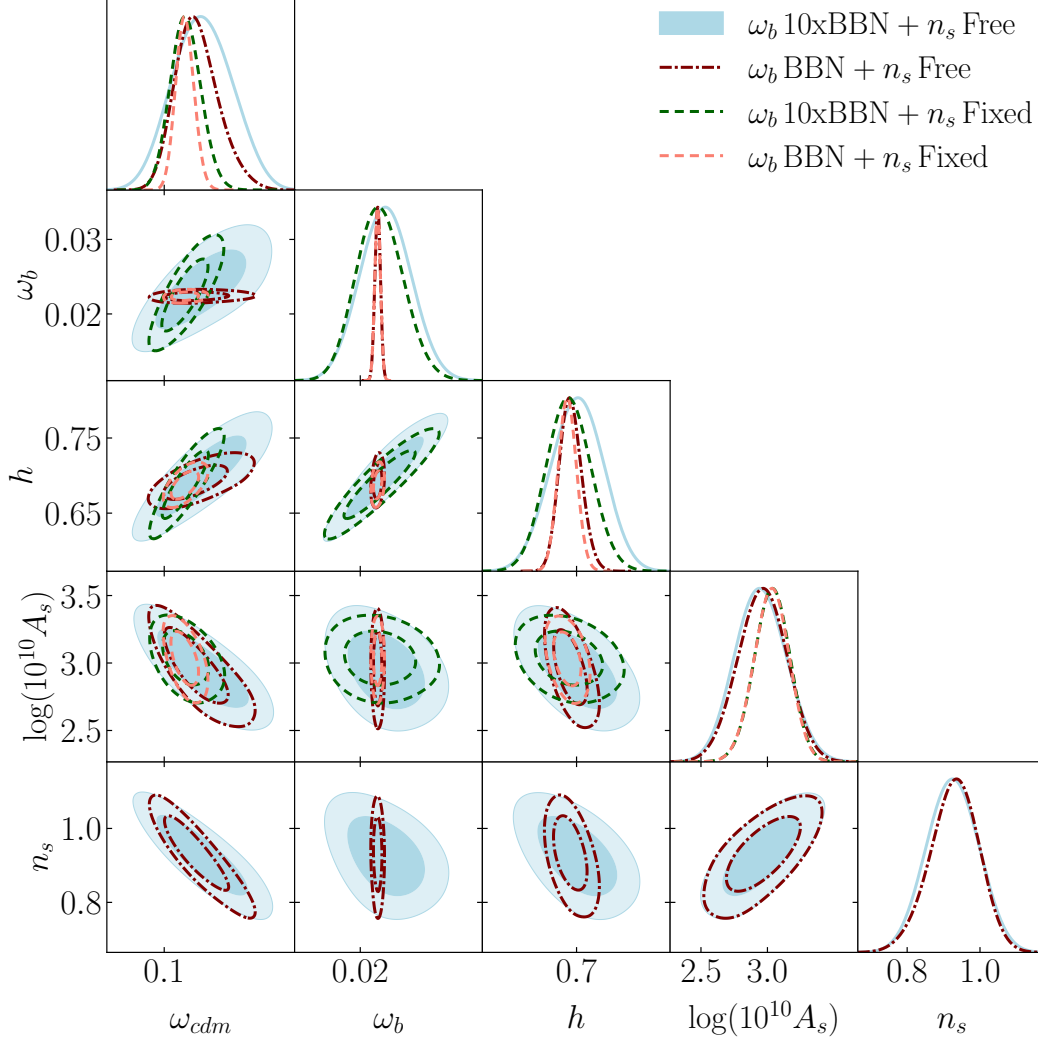 ω_b 10xBBN + n_s Free
ω_b BBN + n_s Free
ω_b 10xBBN + n_s Fixed
ω_b BBN + n_s Fixed
0.03
0.02
ω_b
0.75
0.65
h
3.5
3.0
2.5
log(10^{10} A_s)
1.0
0.8
n_s
0.1
0.02
0.7
2.5 3.0
0.8 1.0
ω_{cdm}
ω_b
h
log(10^{10} A_s)
n_s